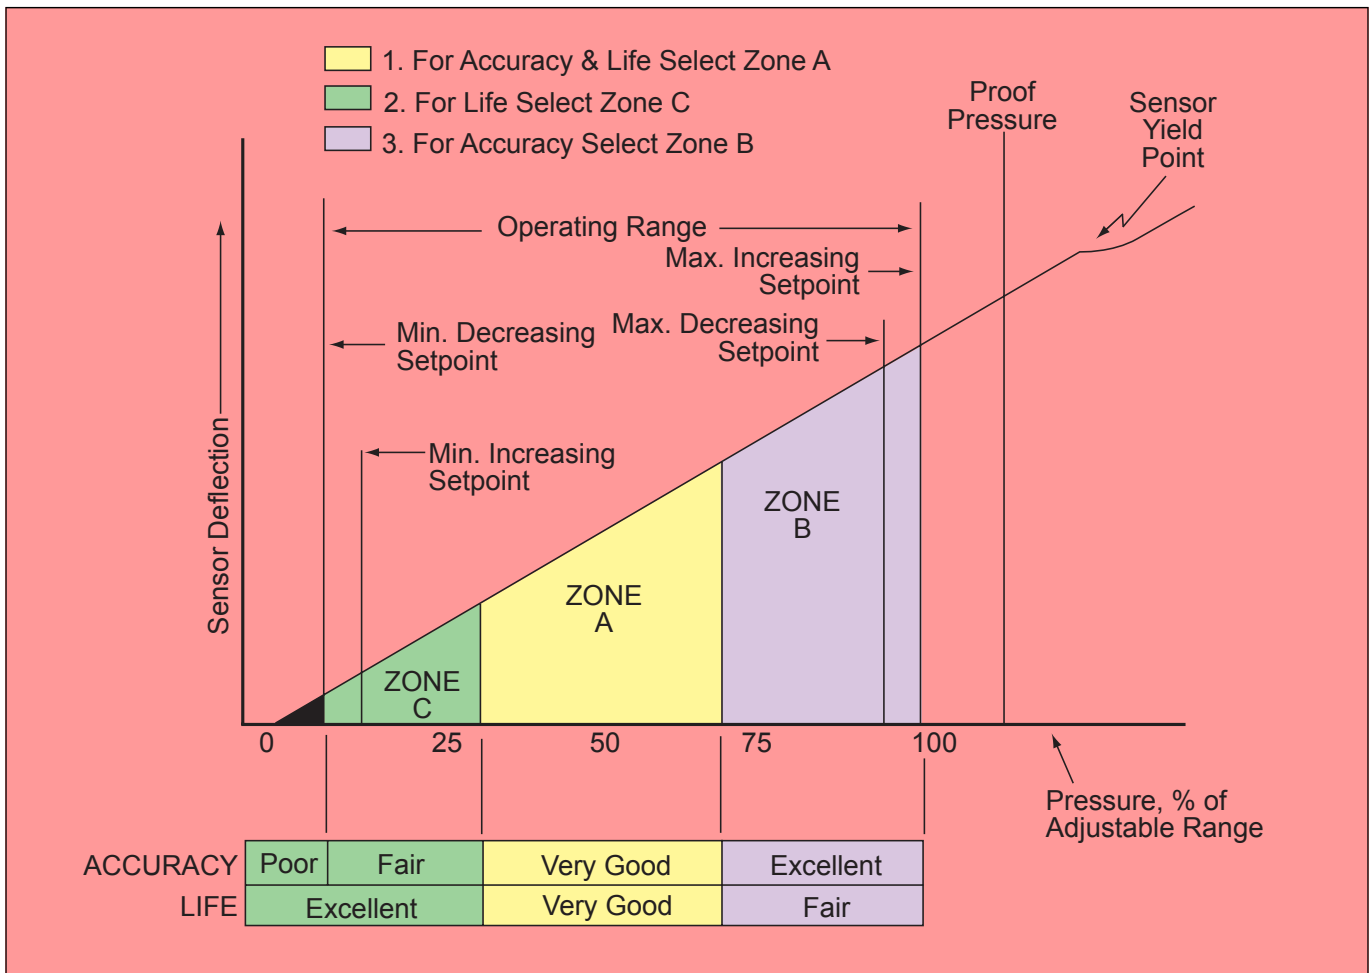 1. For Accuracy & Life Select Zone A
2. For Life Select Zone C
3. For Accuracy Select Zone B
Proof
Pressure
Sensor
Yield
Point
Operating Range
Max. Increasing
Setpoint
Min. Decreasing
Setpoint
Max. Decreasing
Setpoint
Min. Increasing
Setpoint
Sensor Deflection
ZONE
B
ZONE
A
ZONE
C
0 25 50 75 100
Pressure, % of
Adjustable Range
ACCURACY Poor Fair Very Good Excellent
LIFE Excellent Very Good Fair